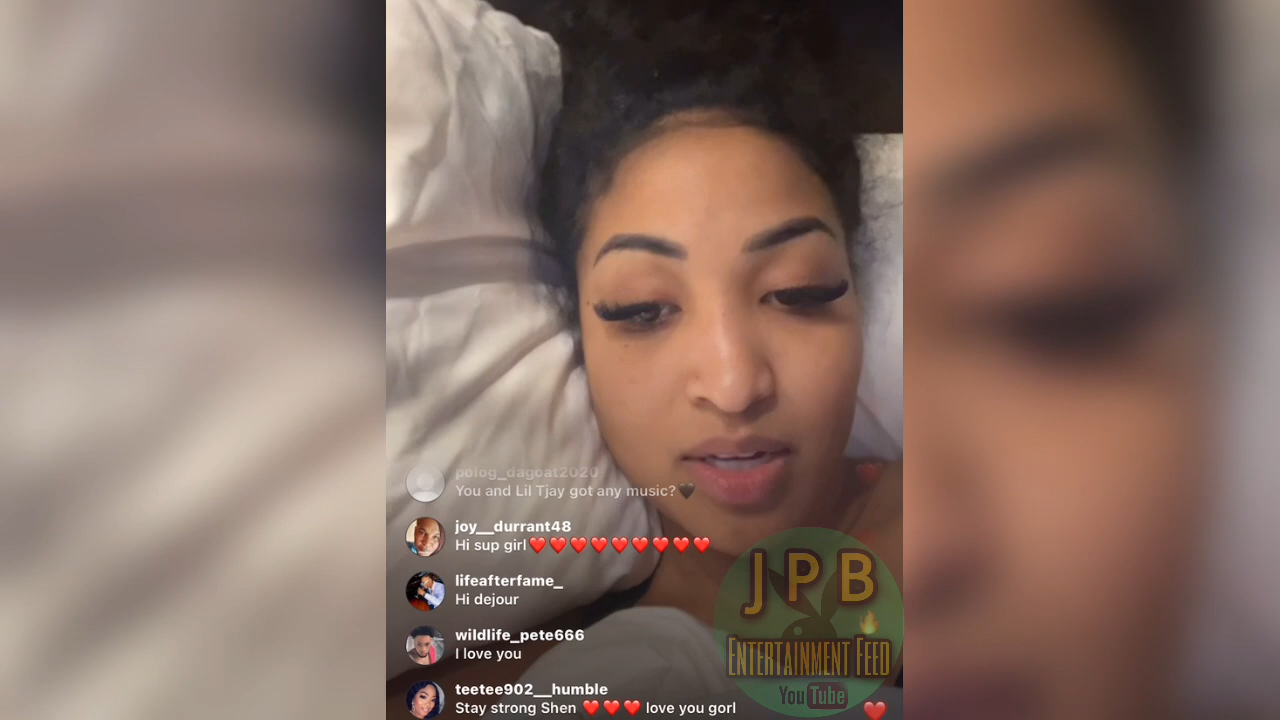 polog_dagoat2020
You and Lil Tjay got any music?🖤
joy__durrant48
Hi sup girl❤️❤️❤️❤️❤️❤️❤️❤️❤️
lifeafterfame_
Hi dejour
wildlife_pete666
I love you
teetee902__humble
Stay strong Shen ❤️❤️❤️ love you gorl
JPB
ENTERTAINMENT FEED
YouTube